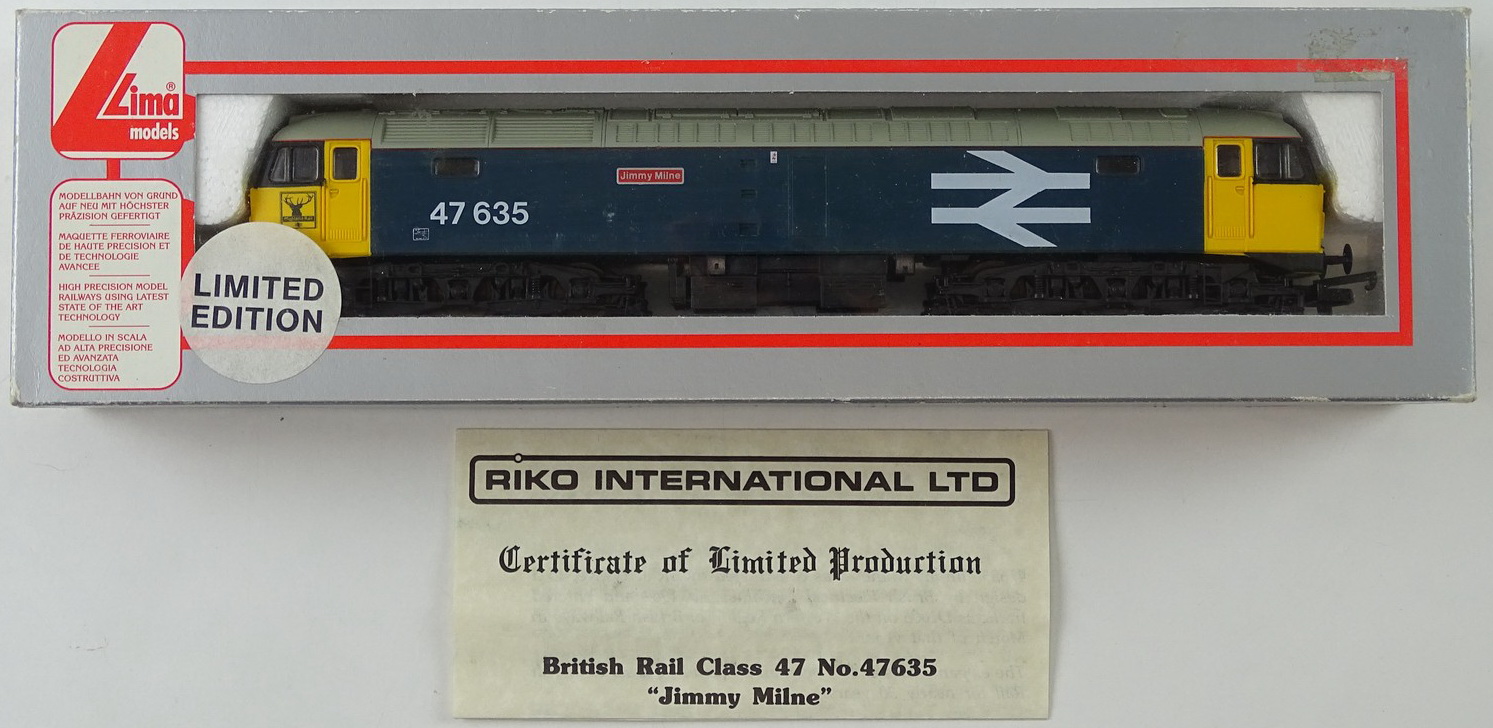 Lima®
models
MODELLBAHN VON GRUND
AUF NEU MIT HÖCHSTER
PRÄZISION GEFERTIGT
MAQUETTE FERROVIAIRE
DE HAUTE PRECISION ET
DE TECHNOLOGIE
AVANCEE
HIGH PRECISION MODEL
RAILWAYS USING LATEST
STATE OF THE ART
TECHNOLOGY
MODELLO IN SCALA
AD ALTA PRECISIONE
ED AVANZATA
TECNOLOGIA
COSTRUTTIVA
LIMITED
EDITION
47 635
Jimmy Milne
RIKO INTERNATIONAL LTD
Certificate of Limited Production
British Rail Class 47 No.47635
“Jimmy Milne”